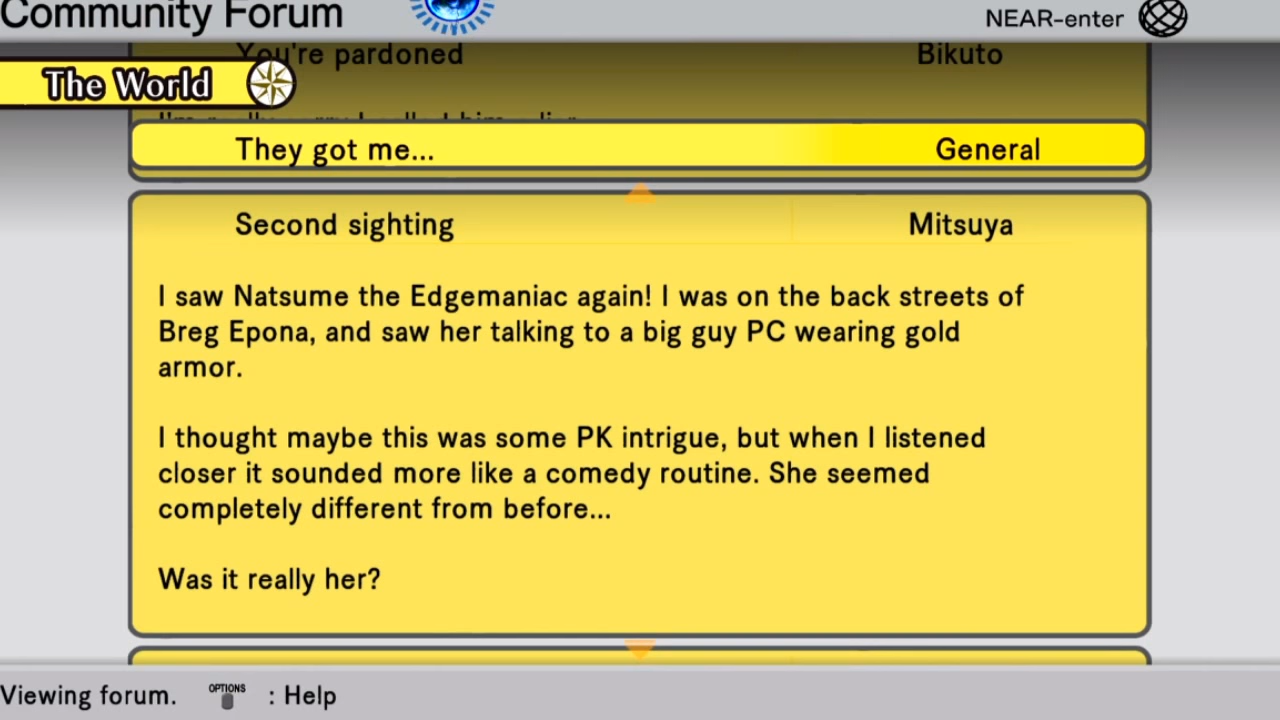 Community Forum
NEAR-enter
You're pardoned
Bikuto
The World
They got me...
General
Second sighting
Mitsuya
I saw Natsume the Edgemaniac again! I was on the back streets of
Breg Epona, and saw her talking to a big guy PC wearing gold
armor.
I thought maybe this was some PK intrigue, but when I listened
closer it sounded more like a comedy routine. She seemed
completely different from before...
Was it really her?
Viewing forum.
OPTIONS
: Help